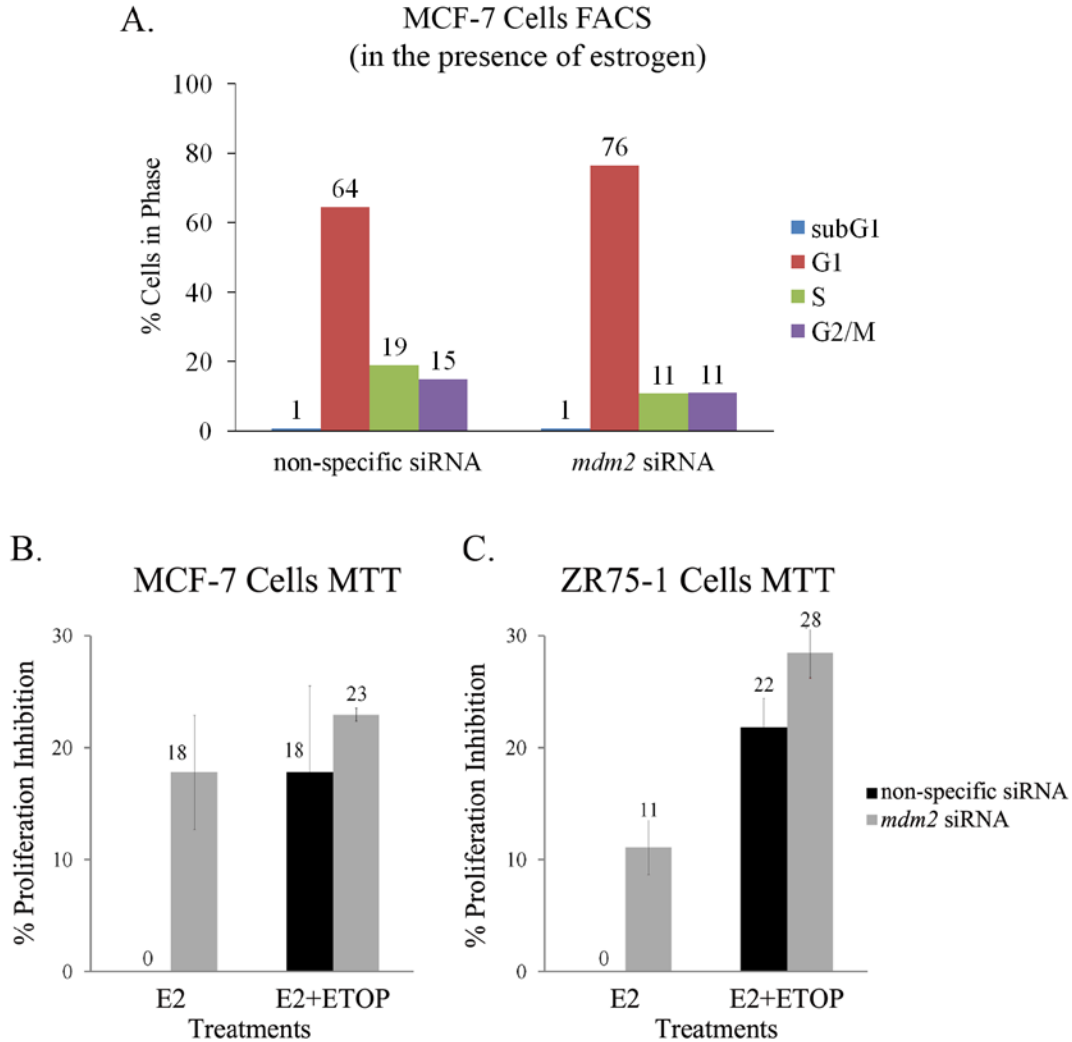 A.
MCF-7 Cells FACS
(in the presence of estrogen)
% Cells in Phase
100
80
60
40
20
0
1
64
19
15
1
76
11
11
non-specific siRNA
mdm2 siRNA
subG1
G1
S
G2/M
B.
MCF-7 Cells MTT
% Proliferation Inhibition
30
20
10
0
0
18
18
23
E2
E2+ETOP
Treatments
C.
ZR75-1 Cells MTT
% Proliferation Inhibition
30
20
10
0
0
11
22
28
E2
E2+ETOP
Treatments
non-specific siRNA
mdm2 siRNA